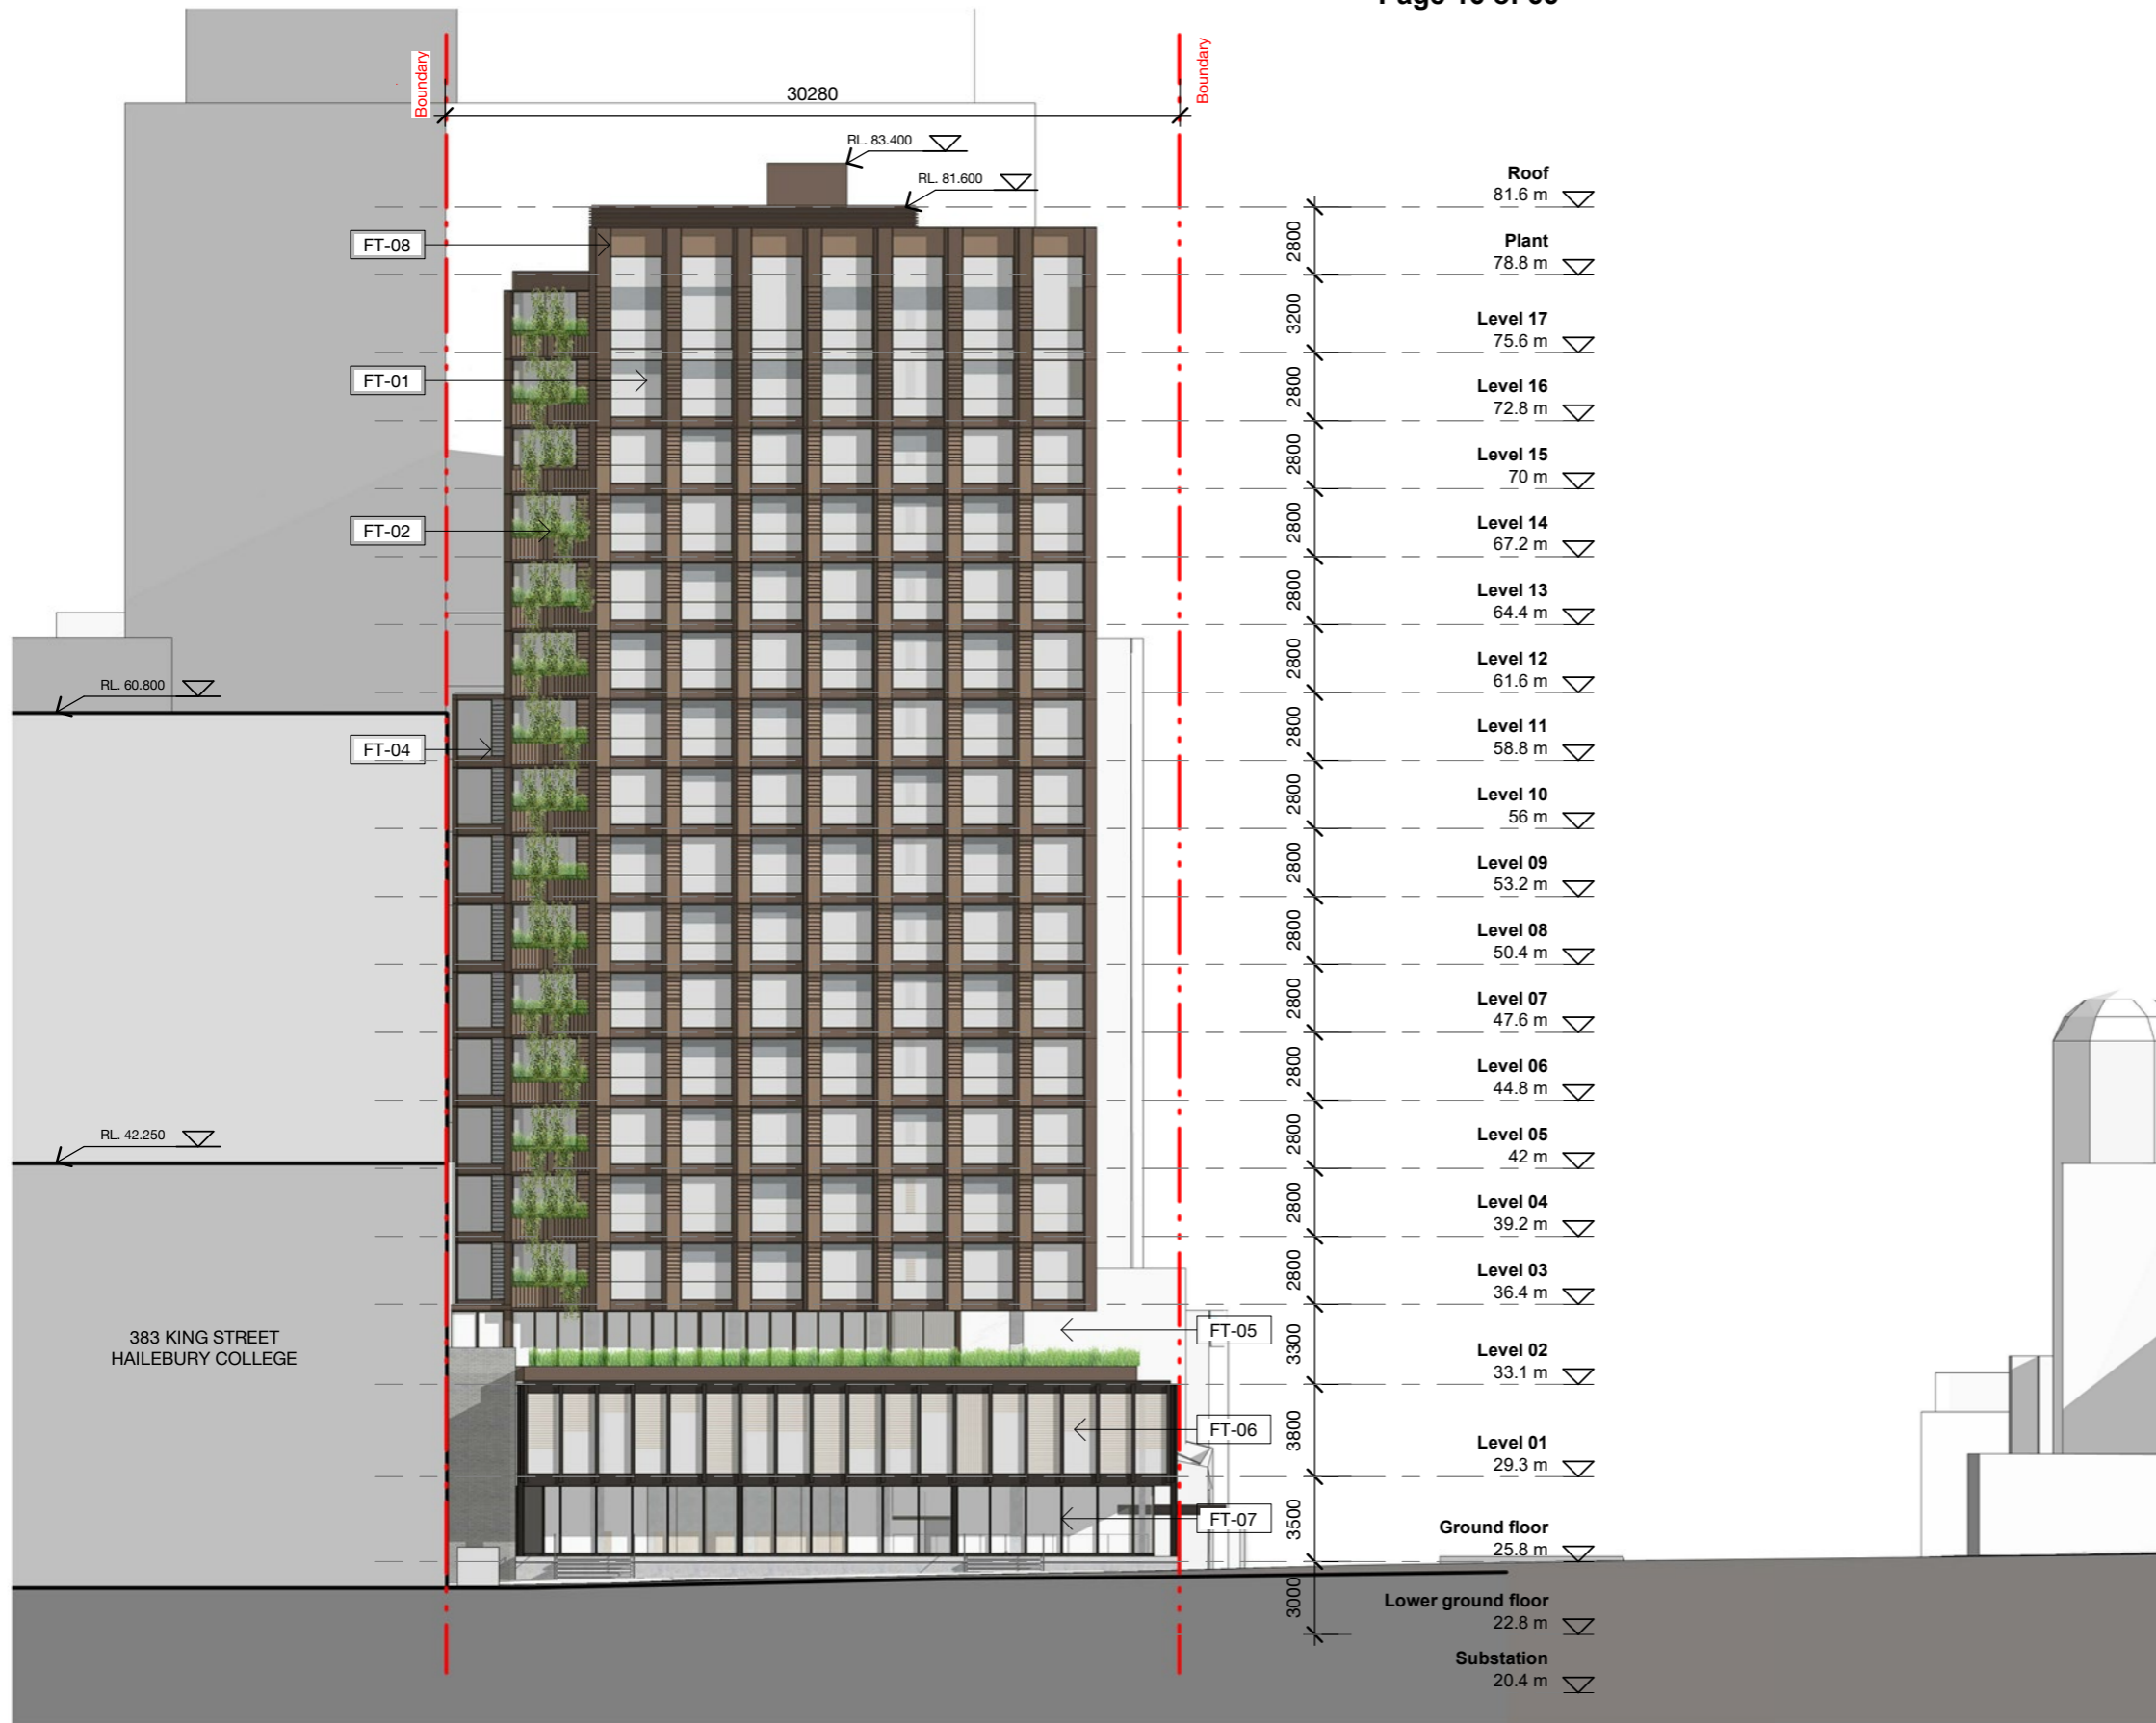 Boundary
Boundary
30280
RL. 83.400
RL. 81.600
FT-08
FT-01
FT-02
RL. 60.800
FT-04
RL. 42.250
383 KING STREET
HAILEBURY COLLEGE
FT-05
FT-06
FT-07
2800
3200
2800
2800
2800
2800
2800
2800
2800
2800
2800
2800
2800
2800
2800
2800
3300
3800
3500
3000
Roof
81.6 m
Plant
78.8 m
Level 17
75.6 m
Level 16
72.8 m
Level 15
70 m
Level 14
67.2 m
Level 13
64.4 m
Level 12
61.6 m
Level 11
58.8 m
Level 10
56 m
Level 09
53.2 m
Level 08
50.4 m
Level 07
47.6 m
Level 06
44.8 m
Level 05
42 m
Level 04
39.2 m
Level 03
36.4 m
Level 02
33.1 m
Level 01
29.3 m
Ground floor
25.8 m
Lower ground floor
22.8 m
Substation
20.4 m